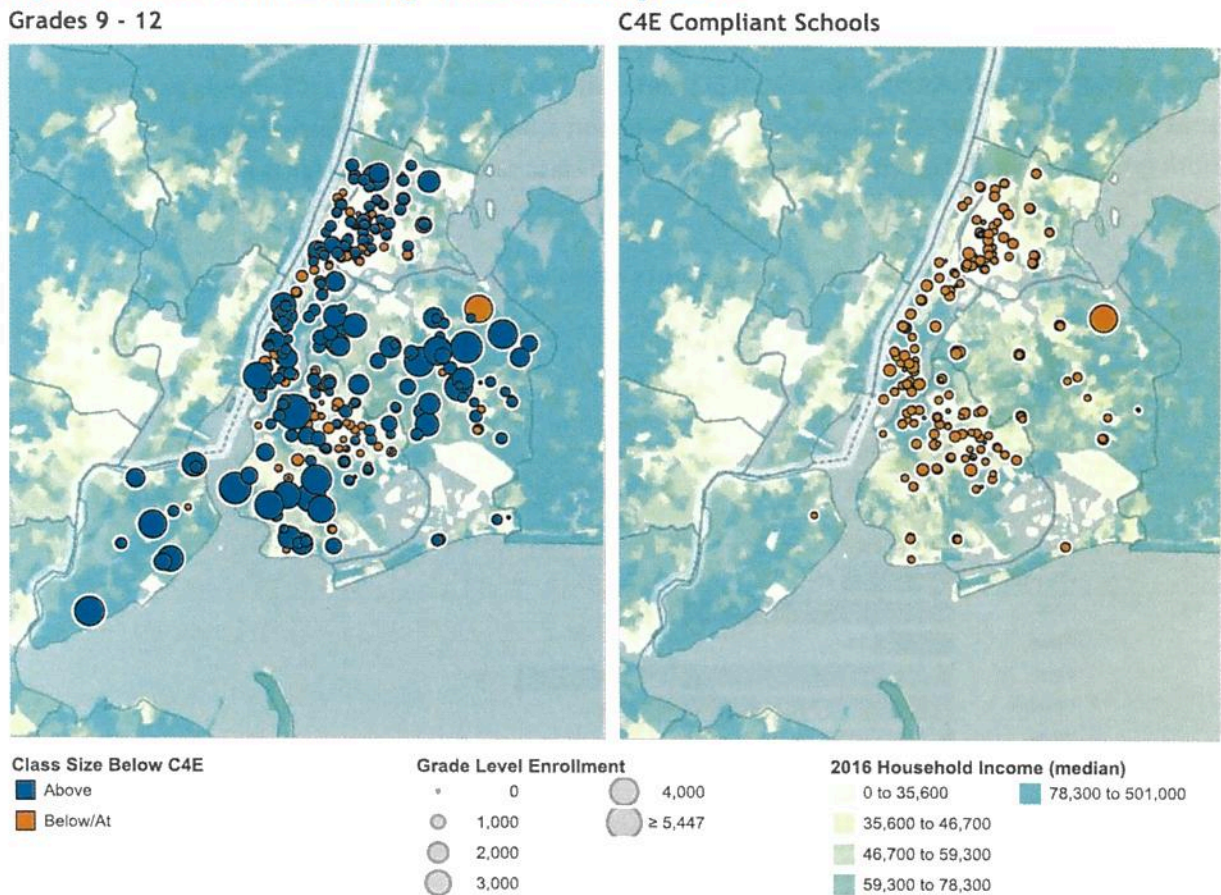 Grades 9 - 12
C4E Compliant Schools
Class Size Below C4E
Above
Below/At
Grade Level Enrollment
0
1,000
2,000
3,000
4,000
≥ 5,447
2016 Household Income (median)
0 to 35,600
35,600 to 46,700
46,700 to 59,300
59,300 to 78,300
78,300 to 501,000